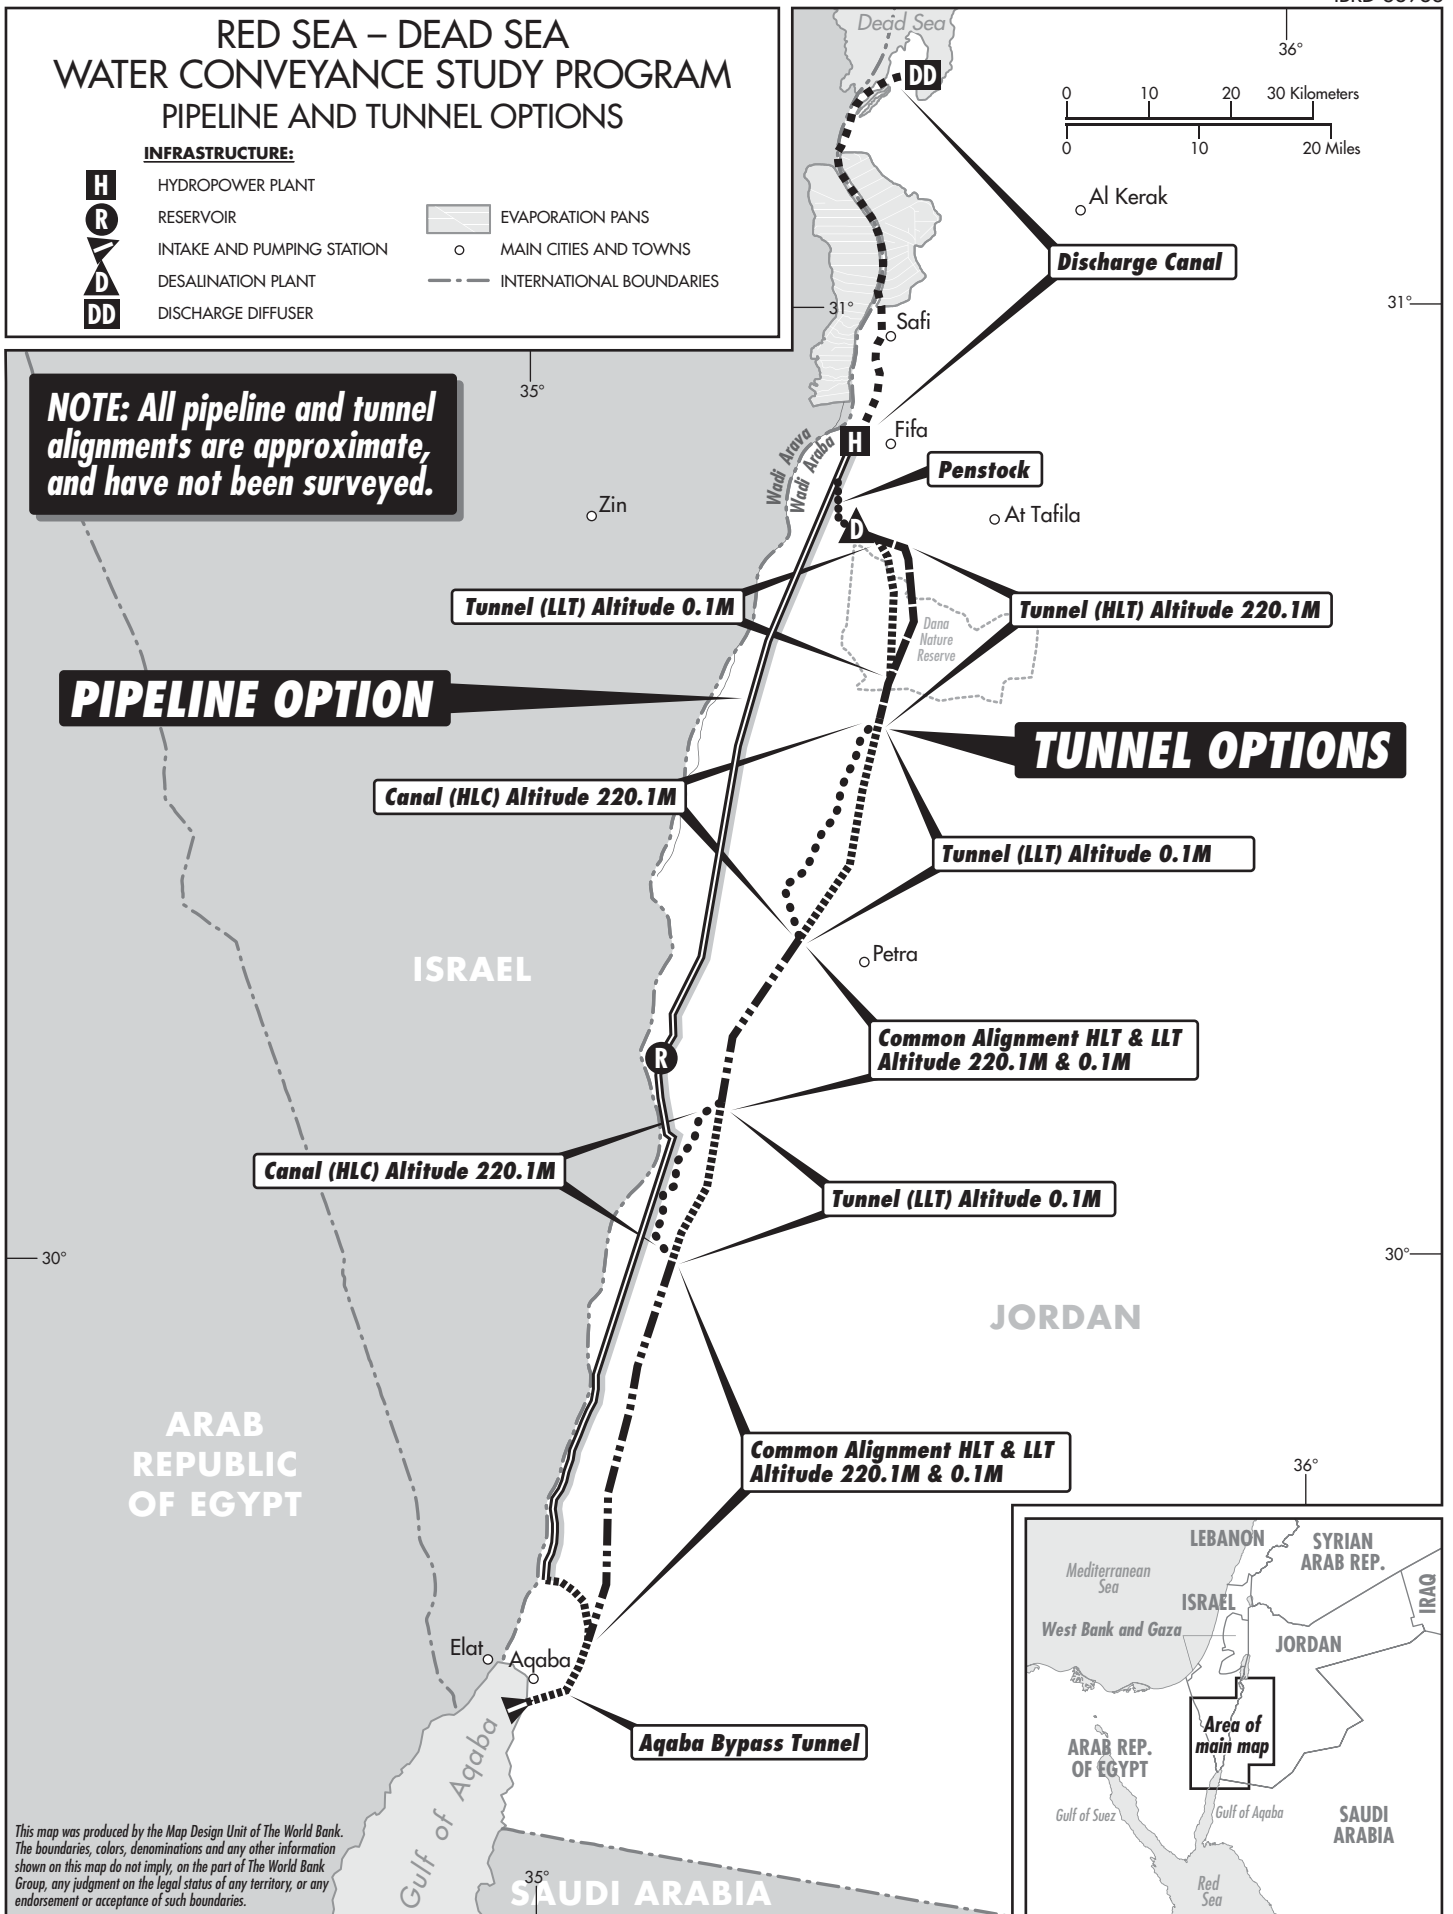 RED SEA – DEAD SEA
WATER CONVEYANCE STUDY PROGRAM
PIPELINE AND TUNNEL OPTIONS
INFRASTRUCTURE:
H HYDROPOWER PLANT
R RESERVOIR
INTAKE AND PUMPING STATION
D DESALINATION PLANT
DD DISCHARGE DIFFUSER
EVAPORATION PANS
MAIN CITIES AND TOWNS
INTERNATIONAL BOUNDARIES
Dead Sea
DD
36°
0 10 20 30 Kilometers
0 10 20 Miles
Al Kerak
Discharge Canal
31°
31°
Safi
35°
NOTE: All pipeline and tunnel
alignments are approximate,
and have not been surveyed.
Wadi Arava
Wadi Araba
H
Fifa
Penstock
Zin
D
At Tafila
Tunnel (LLT) Altitude 0.1M
Tunnel (HLT) Altitude 220.1M
Dana
Nature
Reserve
PIPELINE OPTION
TUNNEL OPTIONS
Canal (HLC) Altitude 220.1M
Tunnel (LLT) Altitude 0.1M
ISRAEL
Petra
Common Alignment HLT & LLT
Altitude 220.1M & 0.1M
R
Canal (HLC) Altitude 220.1M
Tunnel (LLT) Altitude 0.1M
30°
30°
JORDAN
ARAB
REPUBLIC
OF EGYPT
Common Alignment HLT & LLT
Altitude 220.1M & 0.1M
36°
Elat
Aqaba
Aqaba Bypass Tunnel
Gulf of Aqaba
35°
SAUDI ARABIA
This map was produced by the Map Design Unit of The World Bank.
The boundaries, colors, denominations and any other information
shown on this map do not imply, on the part of The World Bank
Group, any judgment on the legal status of any territory, or any
endorsement or acceptance of such boundaries.
LEBANON
SYRIAN
ARAB REP.
Mediterranean
Sea
IRAQ
ISRAEL
West Bank and Gaza
JORDAN
Area of
main map
ARAB REP.
OF EGYPT
Gulf of Suez
Gulf of Aqaba
SAUDI
ARABIA
Red
Sea